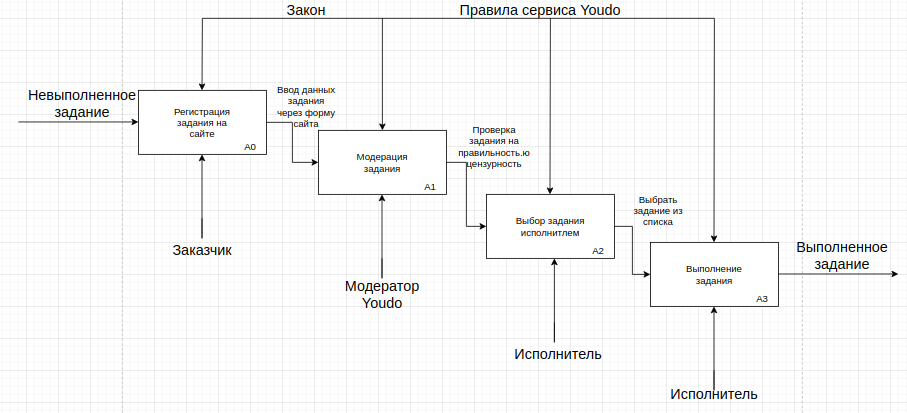 Закон
Правила сервиса Youdo
Невыполненное
задание
Регистрация
задания на
сайте
A0
Ввод данных
задания
через форму
сайта
Заказчик
Модерация
задания
A1
Проверка
задания на
правильность.ю
цензурность
Модератор
Youdo
Выбор задания
исполнитлем
A2
Выбрать
задание из
списка
Исполнитель
Выполнение
задания
A3
Выполненное
задание
Исполнитель